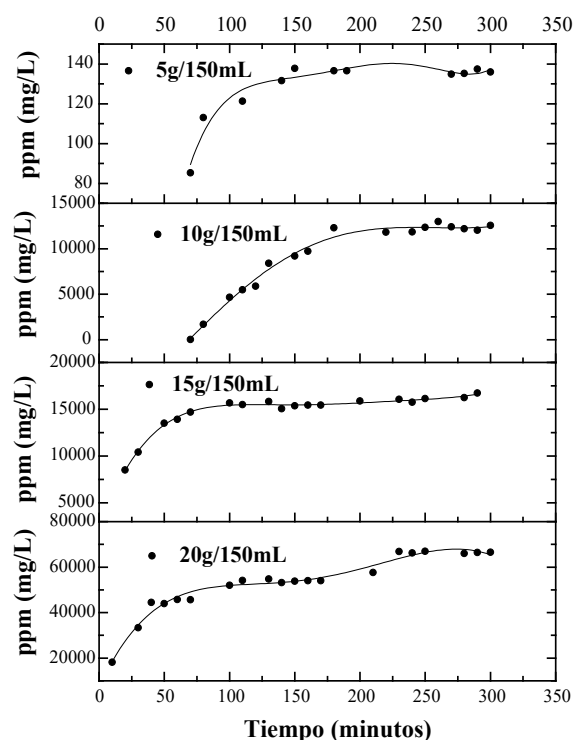 0 50 100 150 200 250 300 350
ppm (mg/L)
140
120
100
80
5g/150mL
ppm (mg/L)
15000
10000
5000
0
10g/150mL
ppm (mg/L)
20000
15000
10000
5000
15g/150mL
ppm (mg/L)
80000
60000
40000
20000
20g/150mL
0 50 100 150 200 250 300 350
Tiempo (minutos)